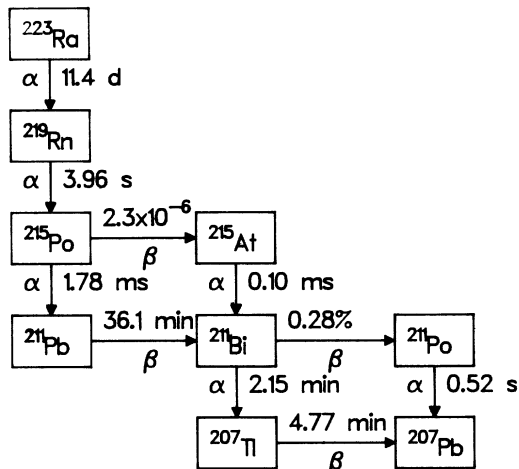 ²²³Ra
α 11.4 d
²¹⁹Rn
α 3.96 s
²¹⁵Po 2.3x10⁻⁶ β ²¹⁵At
α 1.78 ms α 0.10 ms
²¹¹Pb 36.1 min β ²¹¹Bi 0.28% β ²¹¹Po
α 2.15 min α 0.52 s
²⁰⁷Tl 4.77 min β ²⁰⁷Pb